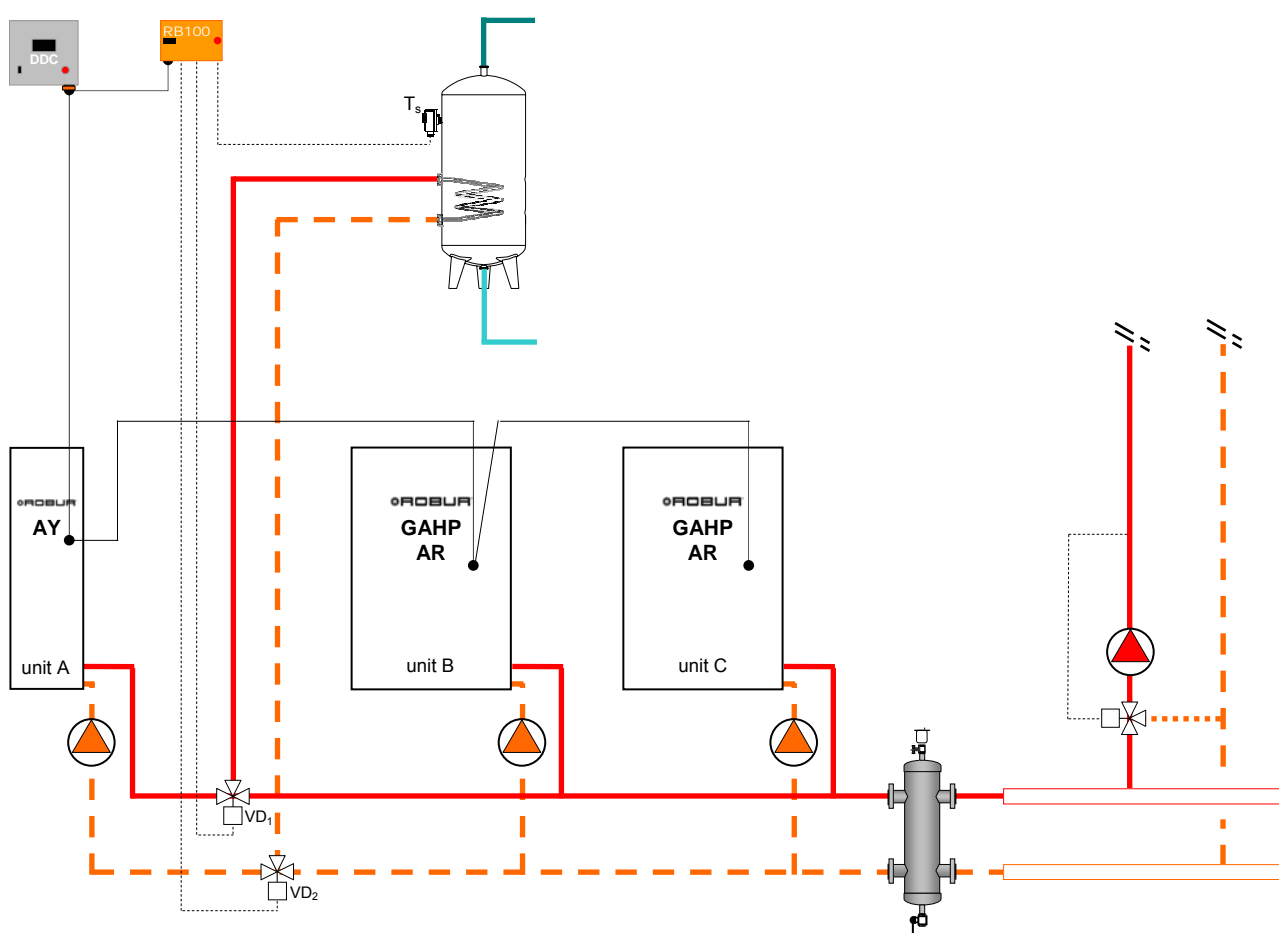 RB100
DDC
Ts
ROBUR
AY
unit A
ROBUR
GAHP
AR
unit B
ROBUR
GAHP
AR
unit C
VD1
VD2